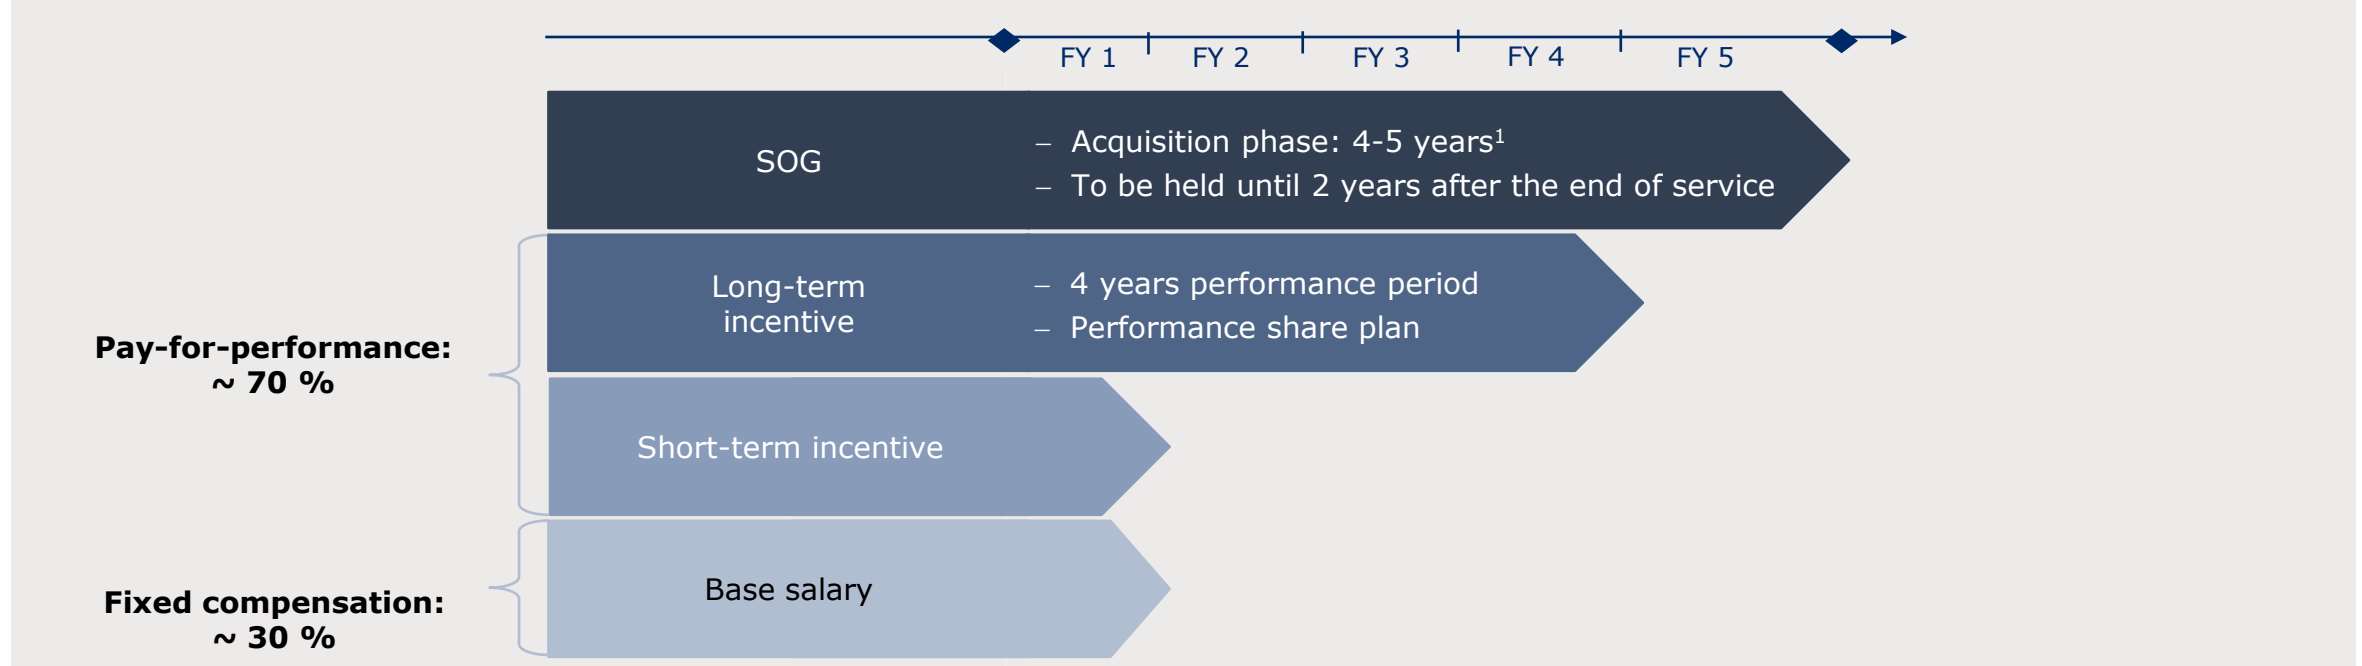 FY 1 FY 2 FY 3 FY 4 FY 5
SOG
– Acquisition phase: 4-5 years¹
– To be held until 2 years after the end of service
Long-term
incentive
– 4 years performance period
– Performance share plan
Pay-for-performance:
~ 70 %
Short-term incentive
Base salary
Fixed compensation:
~ 30 %